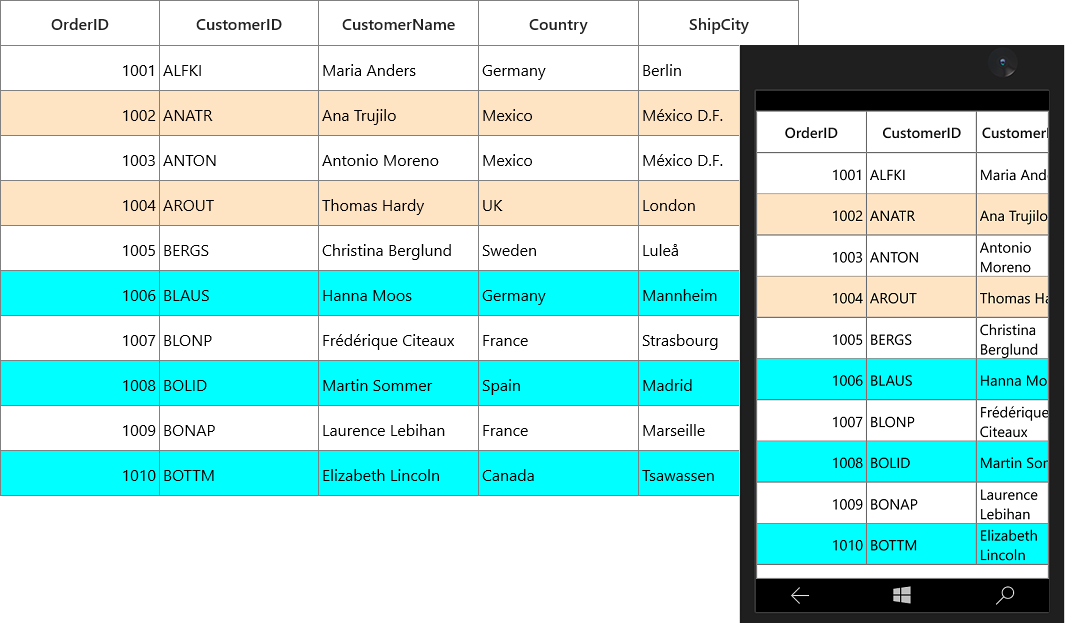 OrderID CustomerID CustomerName Country ShipCity
1001 ALFKI Maria Anders Germany Berlin
1002 ANATR Ana Trujilo Mexico México D.F.
1003 ANTON Antonio Moreno Mexico México D.F.
1004 AROUT Thomas Hardy UK London
1005 BERGS Christina Berglund Sweden Luleå
1006 BLAUS Hanna Moos Germany Mannheim
1007 BLONP Frédérique Citeaux France Strasbourg
1008 BOLID Martin Sommer Spain Madrid
1009 BONAP Laurence Lebihan France Marseille
1010 BOTTM Elizabeth Lincoln Canada Tsawassen
OrderID CustomerID Customer
1001 ALFKI Maria And
1002 ANATR Ana Trujilo
1003 ANTON Antonio
Moreno
1004 AROUT Thomas Ha
1005 BERGS Christina
Berglund
1006 BLAUS Hanna Mo
1007 BLONP Frédérique
Citeaux
1008 BOLID Martin Som
1009 BONAP Laurence
Lebihan
1010 BOTTM Elizabeth
Lincoln